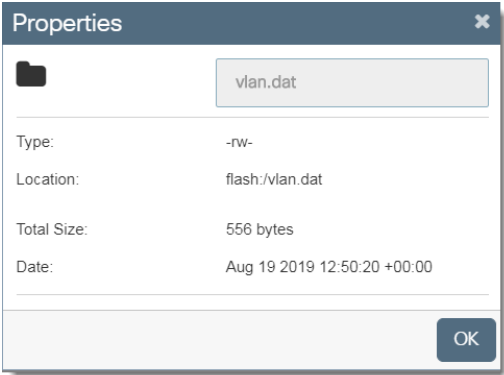 Properties
vlan.dat
Type: -rw-
Location: flash:/vlan.dat
Total Size: 556 bytes
Date: Aug 19 2019 12:50:20 +00:00
OK